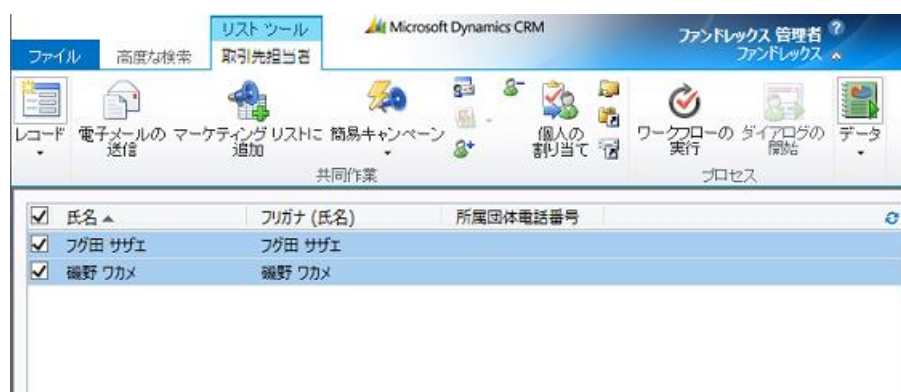 リスト ツール
Microsoft Dynamics CRM
ファンドレックス 管理者
ファンドレックス
ファイル
高度な検索
取引先担当者
レコード
電子メールの
送信
マーケティング リストに
追加
簡易キャンペーン
個人の
割り当て
共同作業
ワークフローの
実行
ダイアログの
開始
プロセス
データ
氏名 フリガナ (氏名) 所属団体電話番号
フグ田 サザエ フグ田 サザエ
磯野 ワカメ 磯野 ワカメ